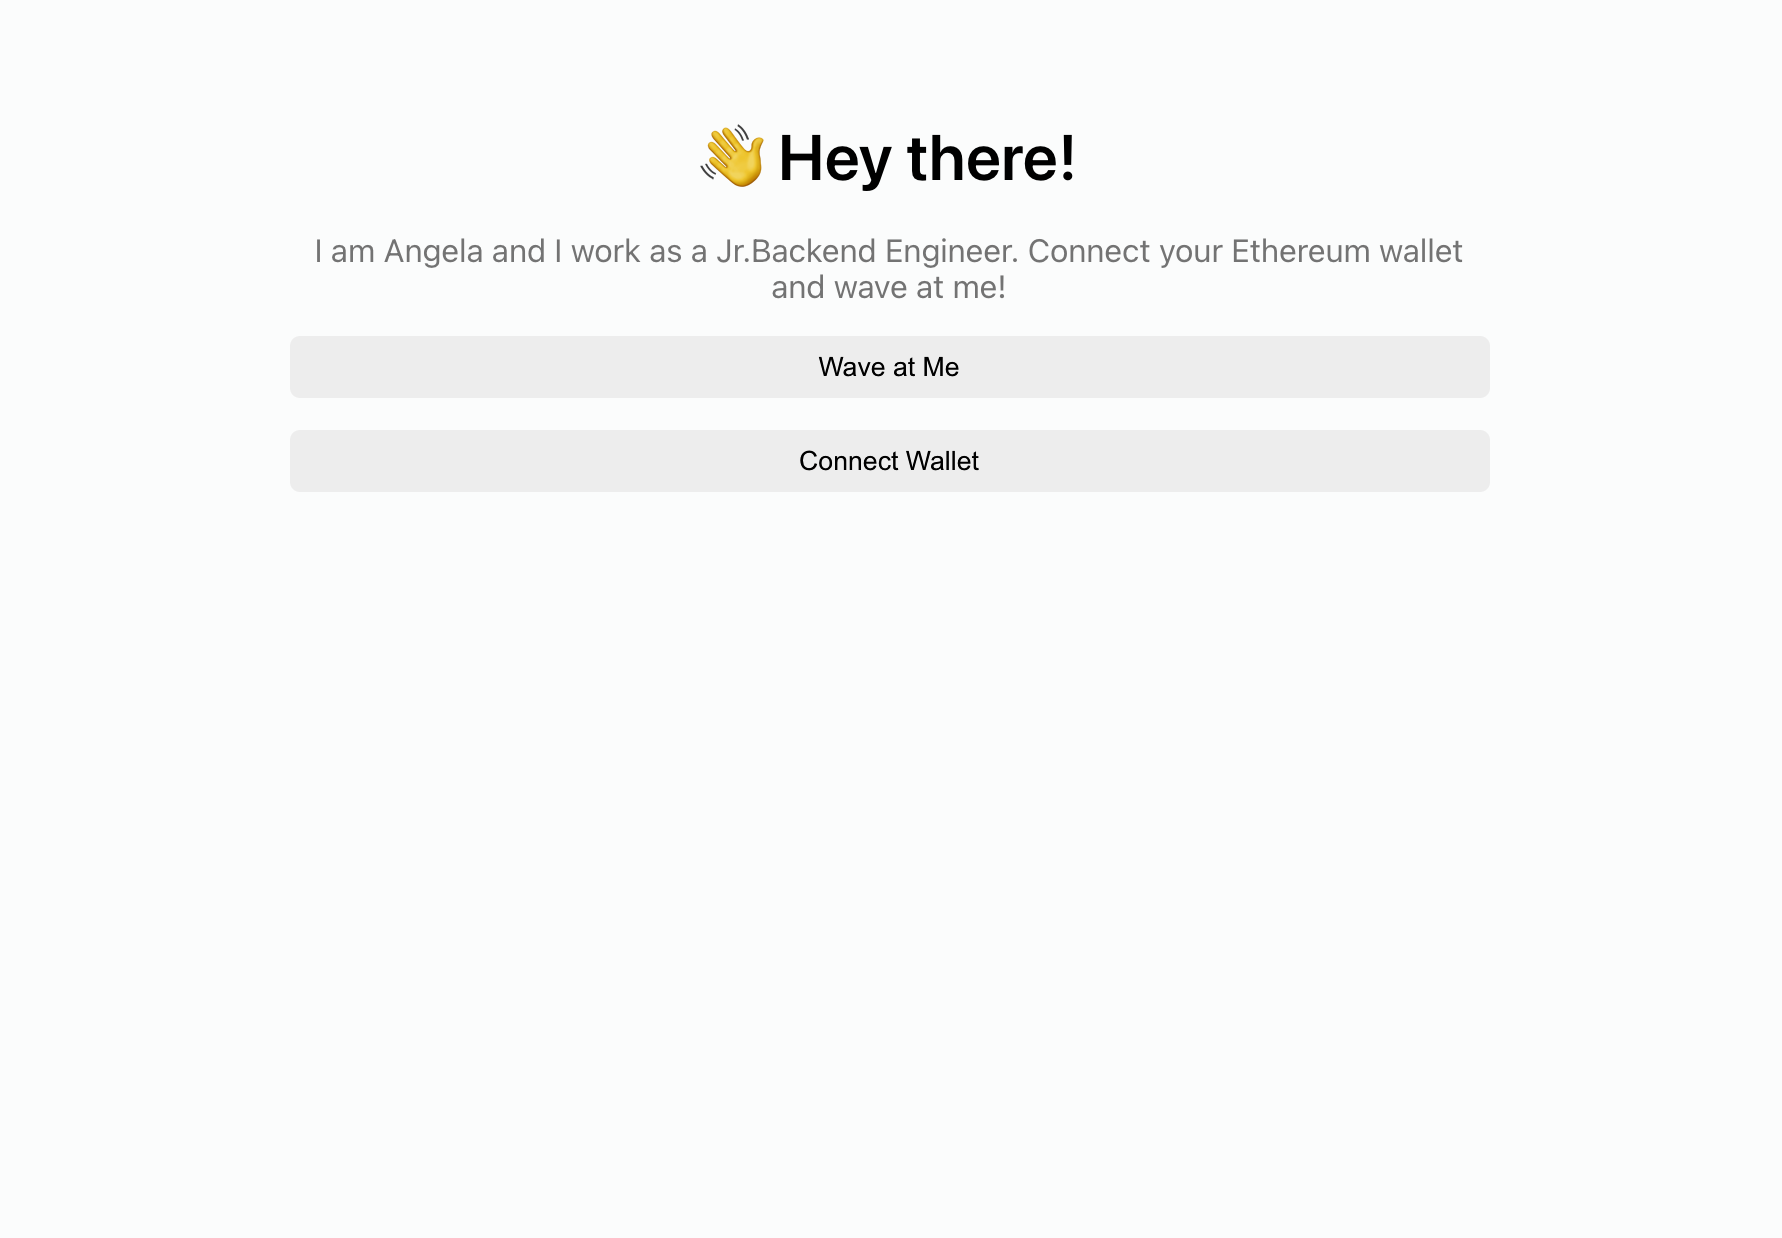 👋 Hey there!
I am Angela and I work as a Jr.Backend Engineer. Connect your Ethereum wallet
and wave at me!
Wave at Me
Connect Wallet